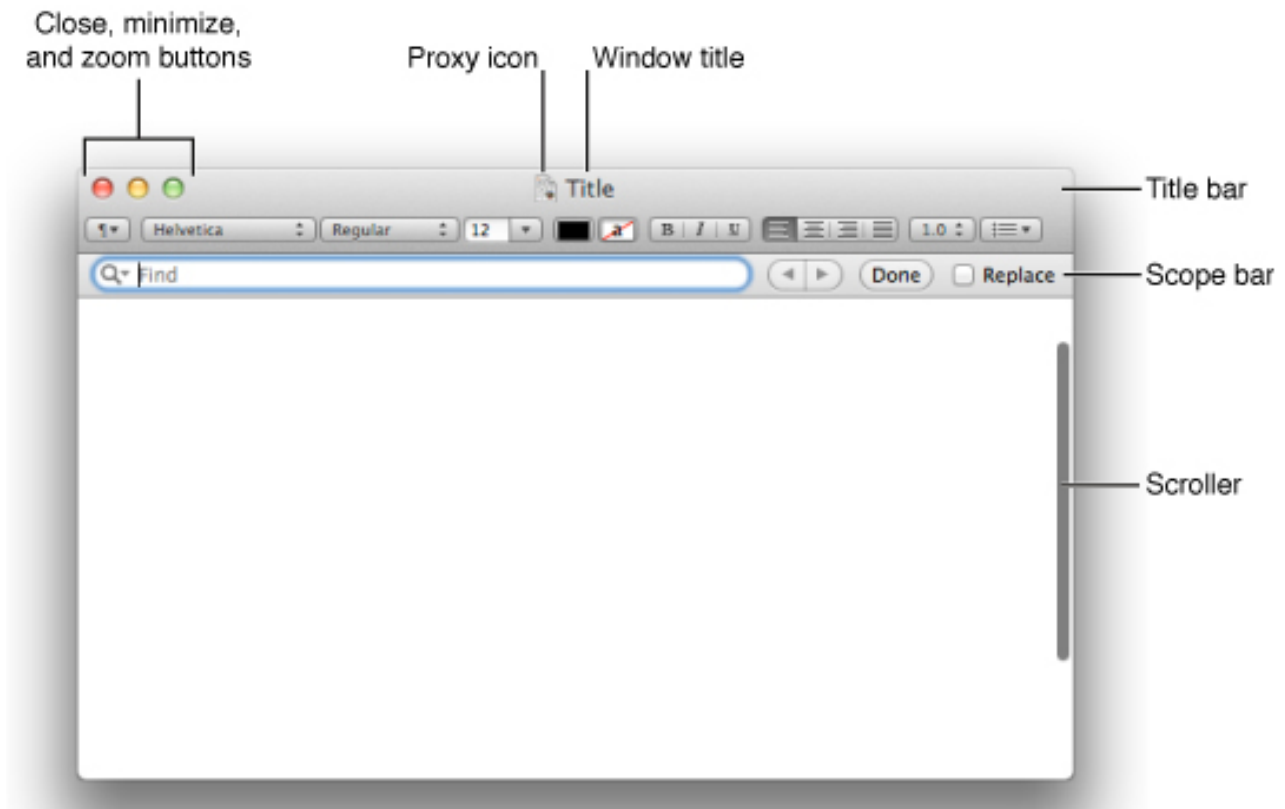 Close, minimize,
and zoom buttons
Proxy icon
Window title
Title
Title bar
Helvetica
Regular
12
a
B I U
1.0
Find
Done
Replace
Scope bar
Scroller